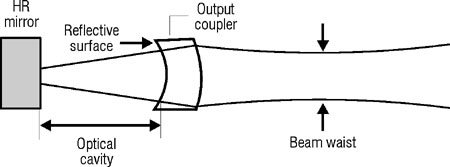 HR
mirror
Reflective
surface
Output
coupler
Optical
cavity
Beam waist